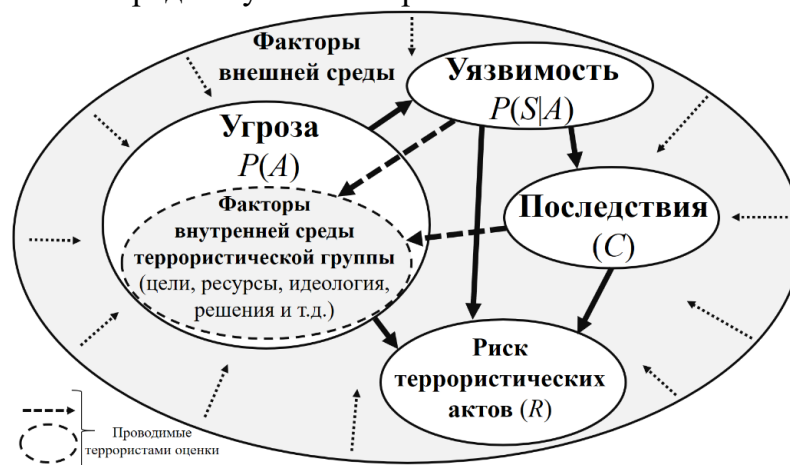 Факторы
внешней среды
Уязвимость
P(S|A)
Угроза
P(A)
Факторы
внутренней среды
террористической группы
(цели, ресурсы, идеология,
решения и т.д.)
Последствия
(C)
Риск
террористических
актов (R)
Проводимые
террористами оценки